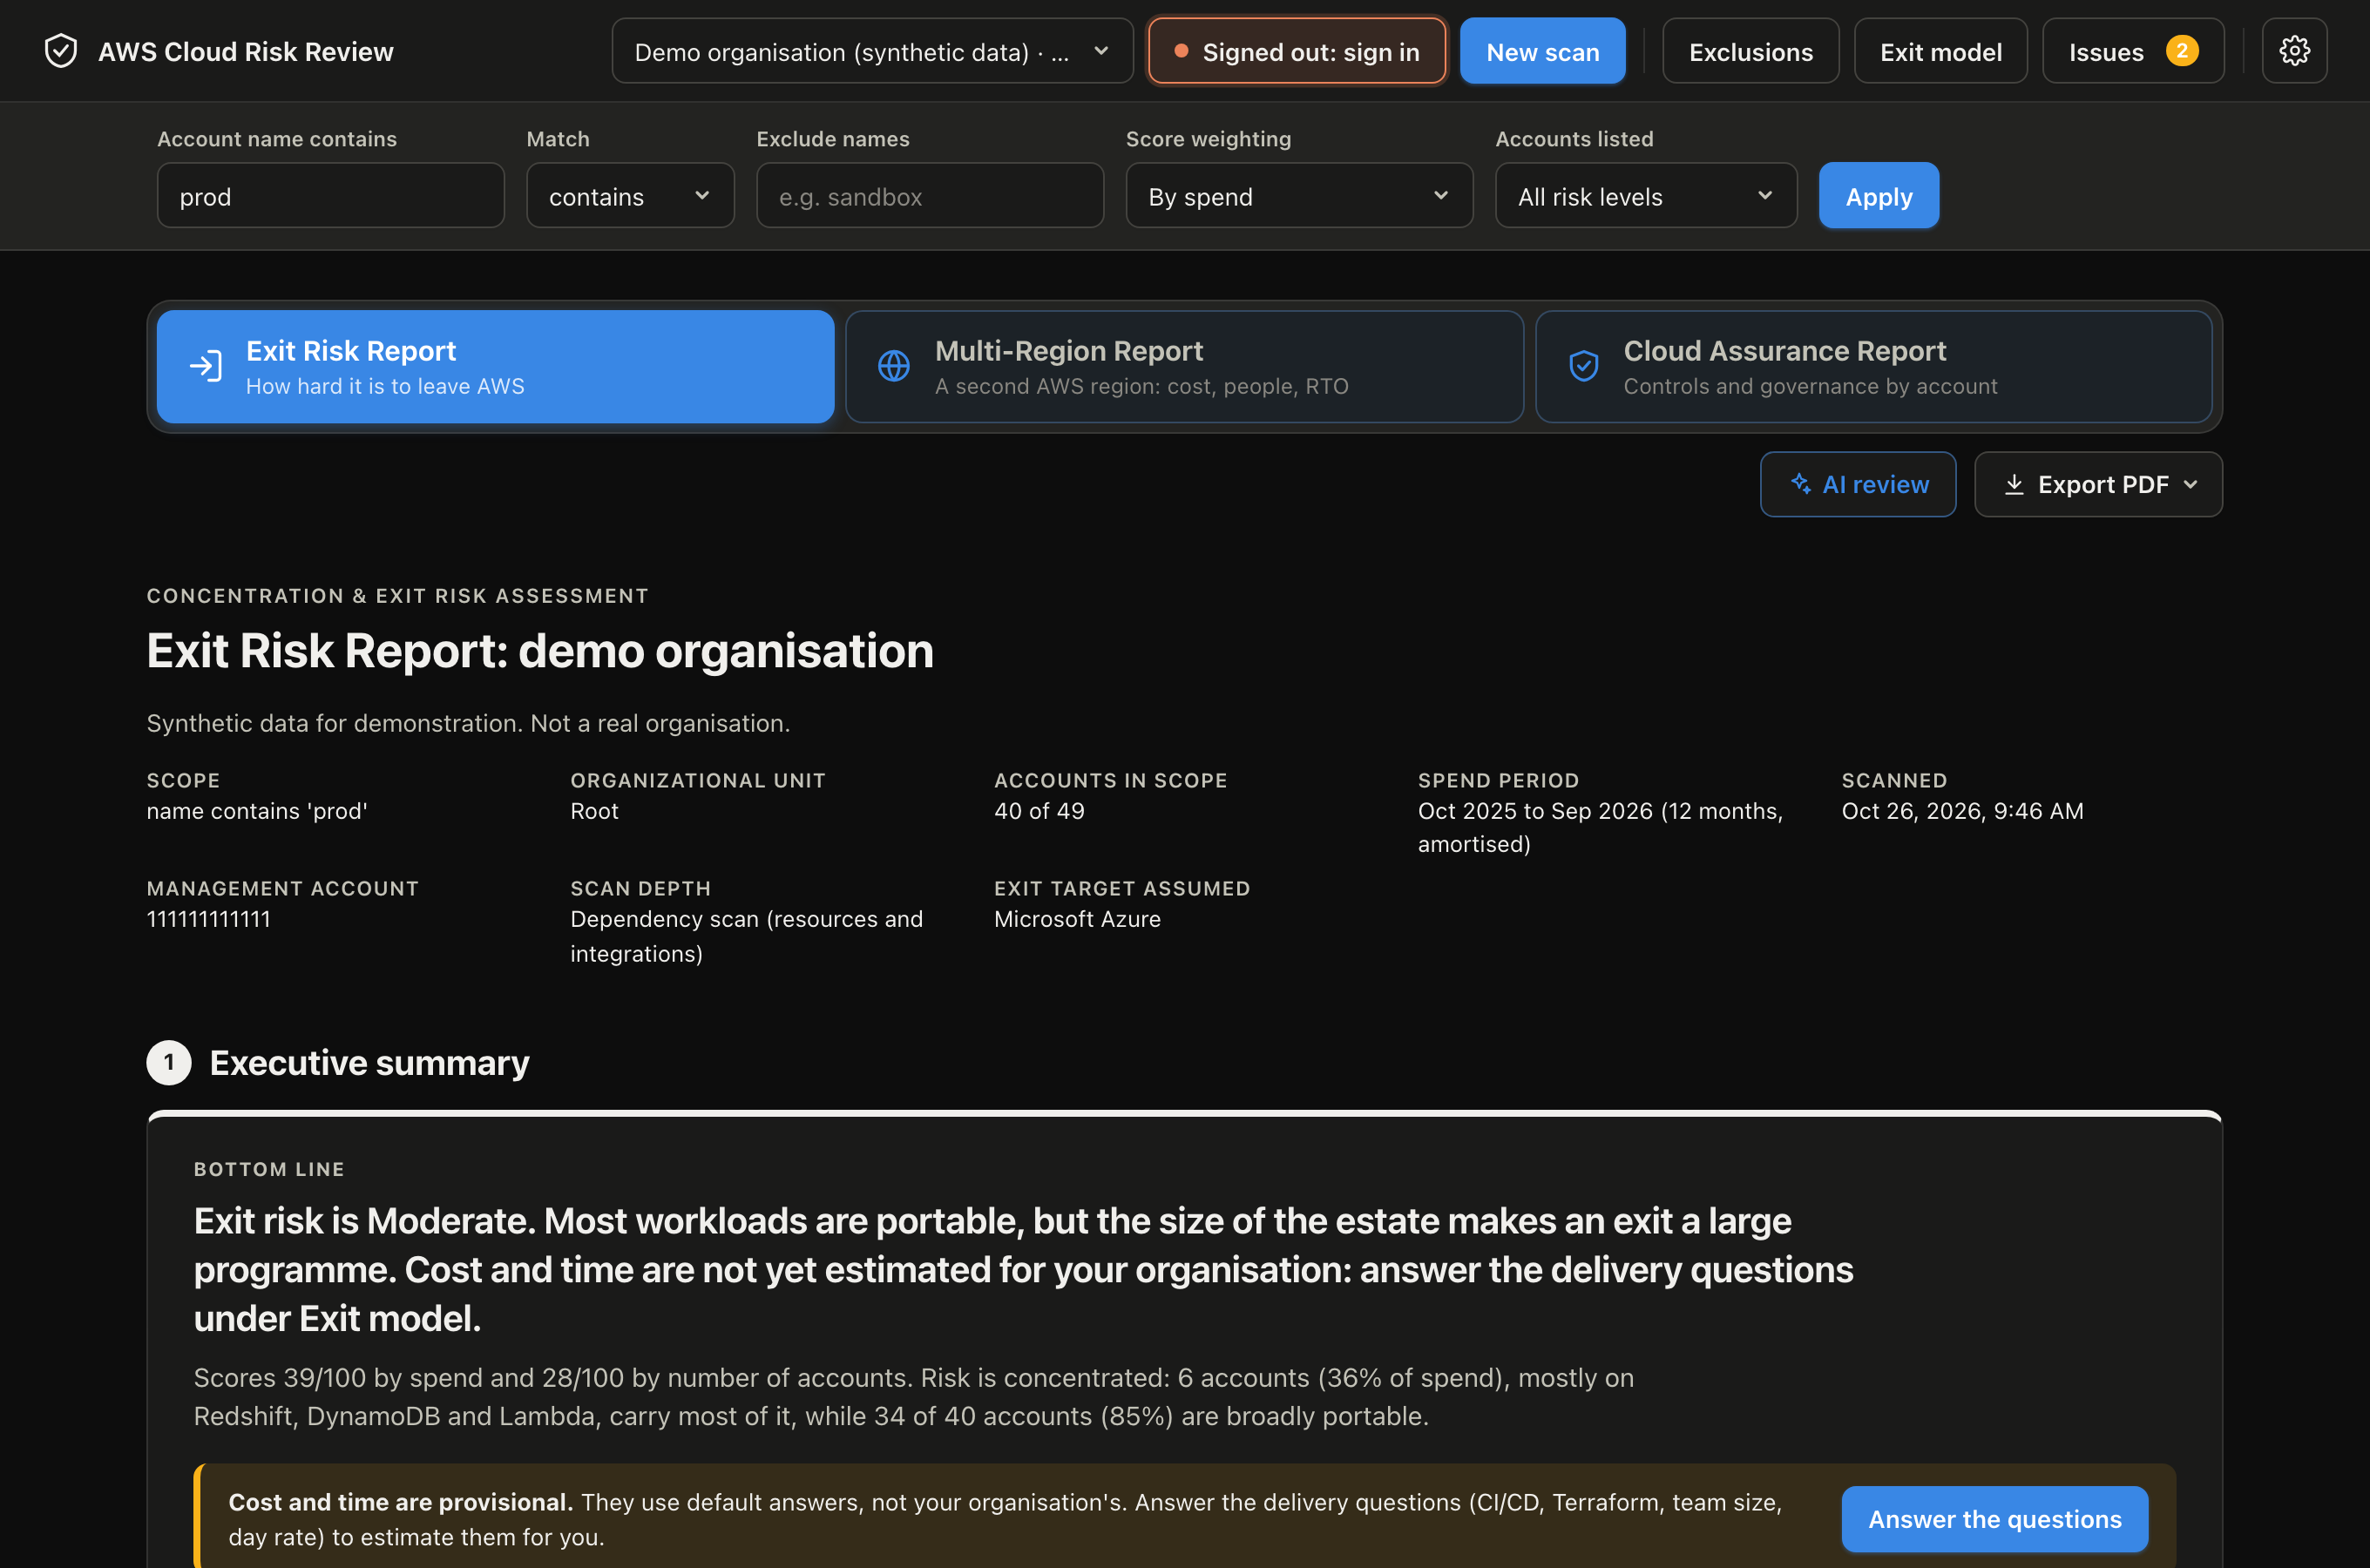 AWS Cloud Risk Review
Demo organisation (synthetic data) · ...
Signed out: sign in
New scan
Exclusions
Exit model
Issues 2
Account name contains
Match
Exclude names
Score weighting
Accounts listed
prod
contains
e.g. sandbox
By spend
All risk levels
Apply
Exit Risk Report
How hard it is to leave AWS
Multi-Region Report
A second AWS region: cost, people, RTO
Cloud Assurance Report
Controls and governance by account
AI review
Export PDF
CONCENTRATION & EXIT RISK ASSESSMENT
Exit Risk Report: demo organisation
Synthetic data for demonstration. Not a real organisation.
SCOPE
name contains 'prod'
ORGANIZATIONAL UNIT
Root
ACCOUNTS IN SCOPE
40 of 49
SPEND PERIOD
Oct 2025 to Sep 2026 (12 months,
amortised)
SCANNED
Oct 26, 2026, 9:46 AM
MANAGEMENT ACCOUNT
111111111111
SCAN DEPTH
Dependency scan (resources and
integrations)
EXIT TARGET ASSUMED
Microsoft Azure
1 Executive summary
BOTTOM LINE
Exit risk is Moderate. Most workloads are portable, but the size of the estate makes an exit a large
programme. Cost and time are not yet estimated for your organisation: answer the delivery questions
under Exit model.
Scores 39/100 by spend and 28/100 by number of accounts. Risk is concentrated: 6 accounts (36% of spend), mostly on
Redshift, DynamoDB and Lambda, carry most of it, while 34 of 40 accounts (85%) are broadly portable.
Cost and time are provisional. They use default answers, not your organisation's. Answer the delivery questions (CI/CD, Terraform, team size,
day rate) to estimate them for you.
Answer the questions